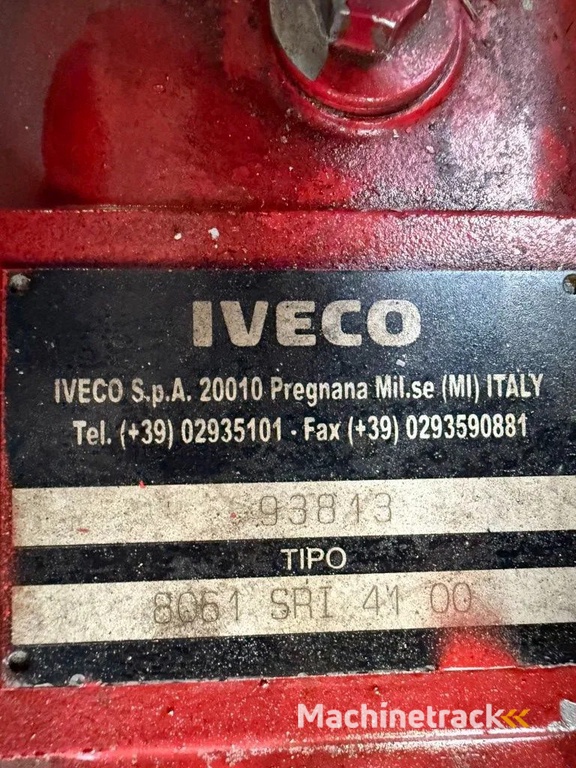 IVECO
IVECO S.p.A. 20010 Pregnana Mil.se (MI) ITALY
Tel. (+39) 02935101 - Fax (+39) 0293590881
93813
TIPO
8061 SRI 41.00
Machinetrack